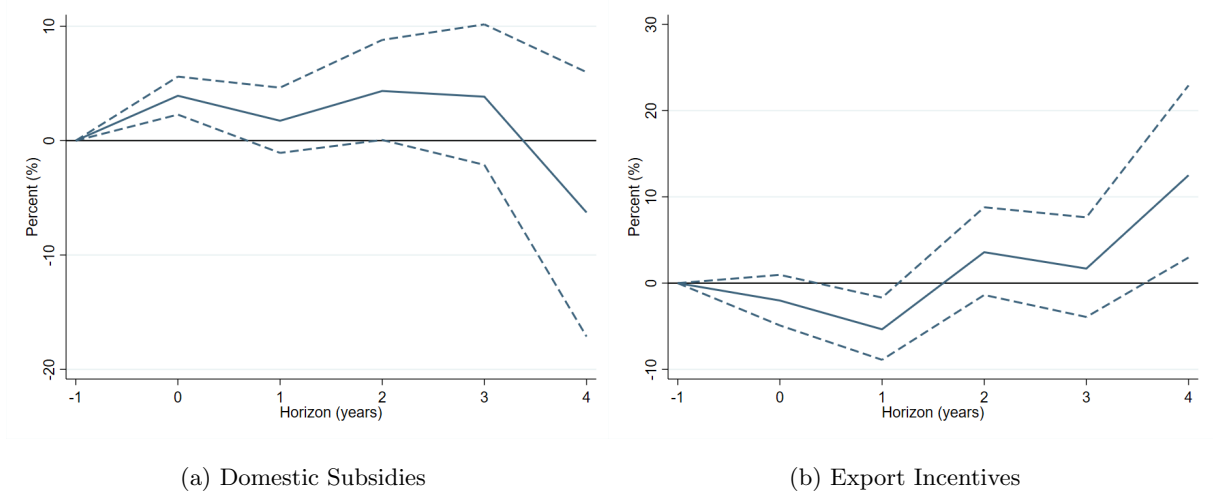 10
0
-10
-20
Percent (%)
-1 0 1 2 3 4
Horizon (years)
(a) Domestic Subsidies
30
20
10
0
-10
Percent (%)
-1 0 1 2 3 4
Horizon (years)
(b) Export Incentives